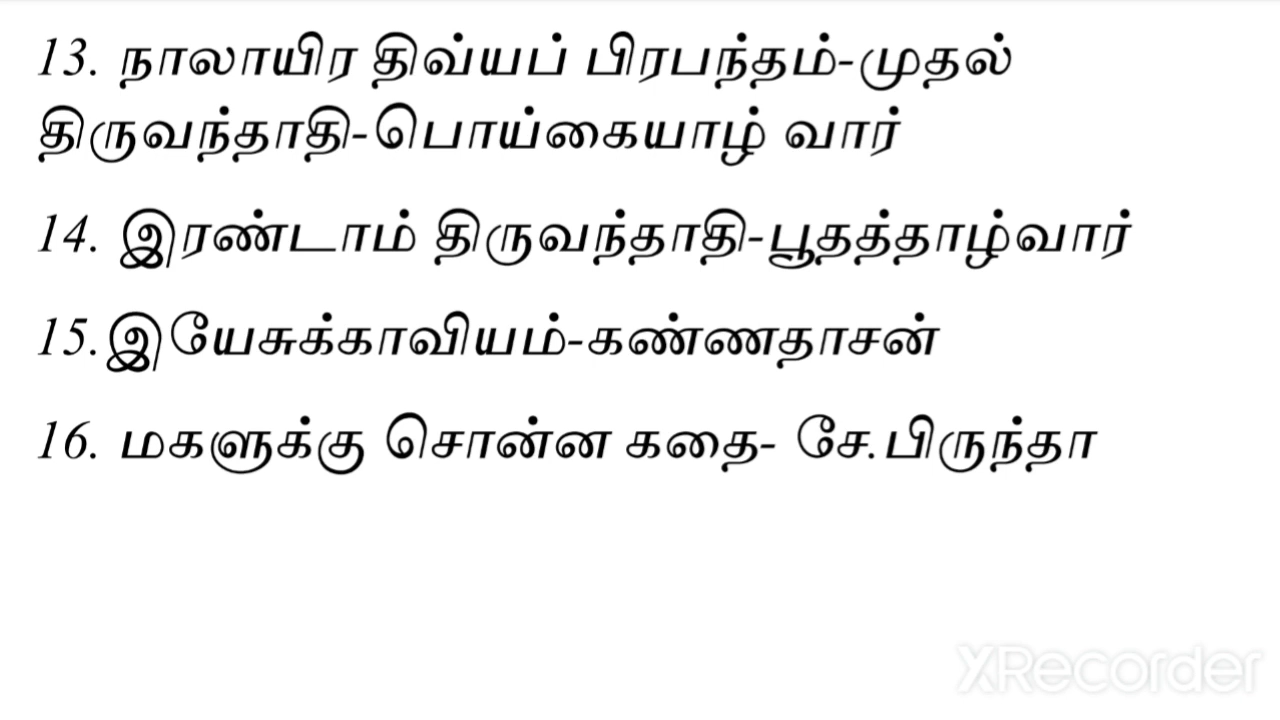 13. நாலாயிர திவ்யப் பிரபந்தம்-முதல்
திருவந்தாதி-பொய்கையாழ் வார்
14. இரண்டாம் திருவந்தாதி-பூதத்தாழ்வார்
15.இயேசுக்காவியம்-கண்ணதாசன்
16. மகளுக்கு சொன்ன கதை- சே.பிருந்தா
XRecorder